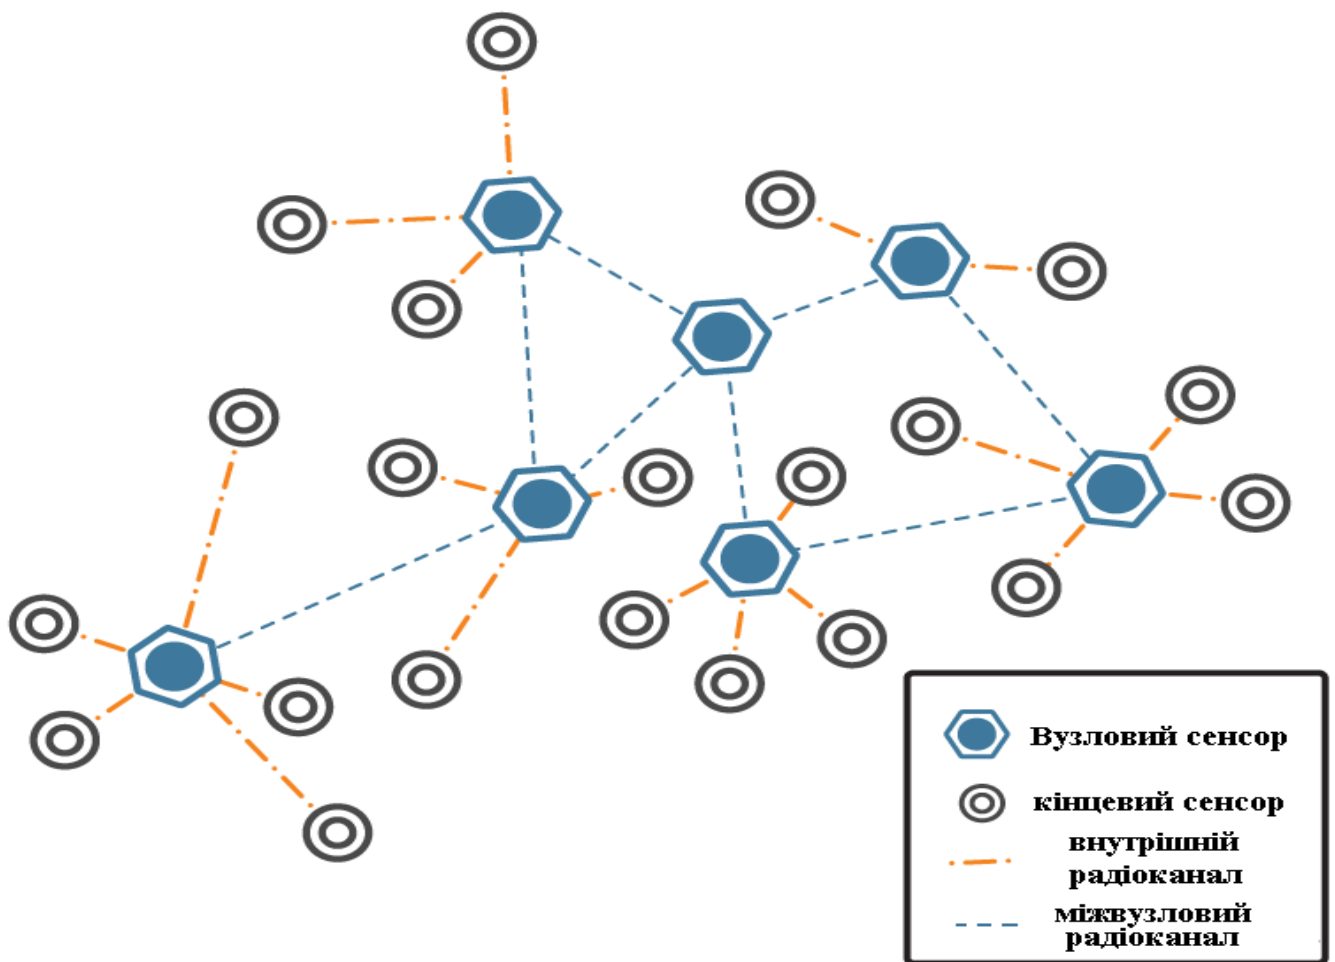 Вузловий сенсор
кінцевий сенсор
внутрішній
радіоканал
міжвузловий
радіоканал